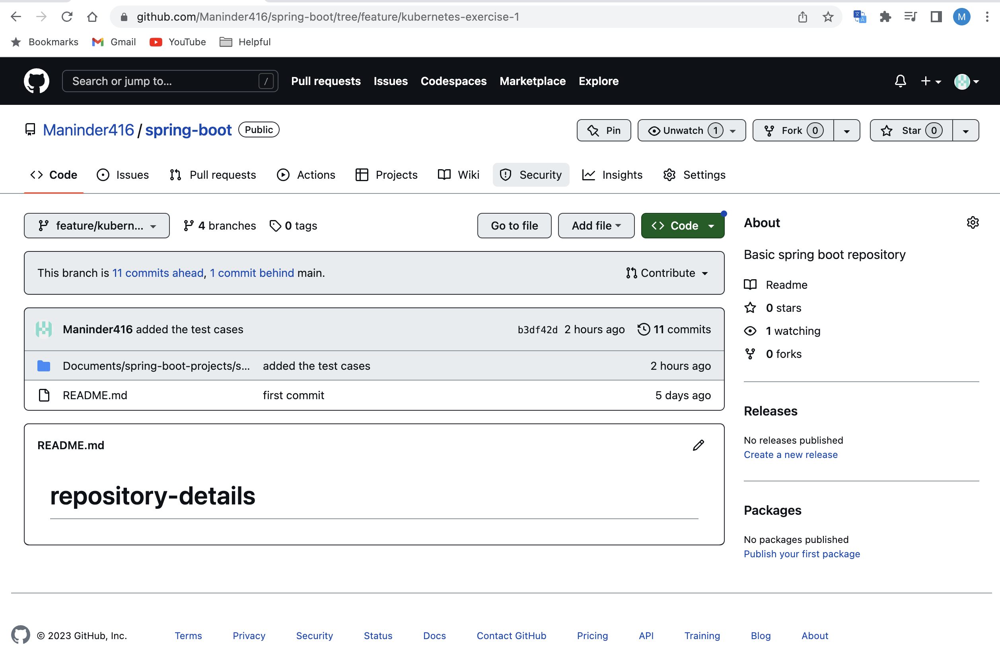 github.com/Maninder416/spring-boot/tree/feature/kubernetes-exercise-1
M
Bookmarks Gmail YouTube Helpful
Search or jump to... / Pull requests Issues Codespaces Marketplace Explore
Maninder416 / spring-boot Public Pin Unwatch 1 Fork 0 Star 0
Code Issues Pull requests Actions Projects Wiki Security Insights Settings
feature/kubern... 4 branches 0 tags Go to file Add file Code
This branch is 11 commits ahead, 1 commit behind main. Contribute
Maninder416 added the test cases b3df42d 2 hours ago 11 commits
Documents/spring-boot-projects/s... added the test cases 2 hours ago
README.md first commit 5 days ago
README.md
repository-details
About
Basic spring boot repository
Readme
0 stars
1 watching
0 forks
Releases
No releases published
Create a new release
Packages
No packages published
Publish your first package
© 2023 GitHub, Inc. Terms Privacy Security Status Docs Contact GitHub Pricing API Training Blog About